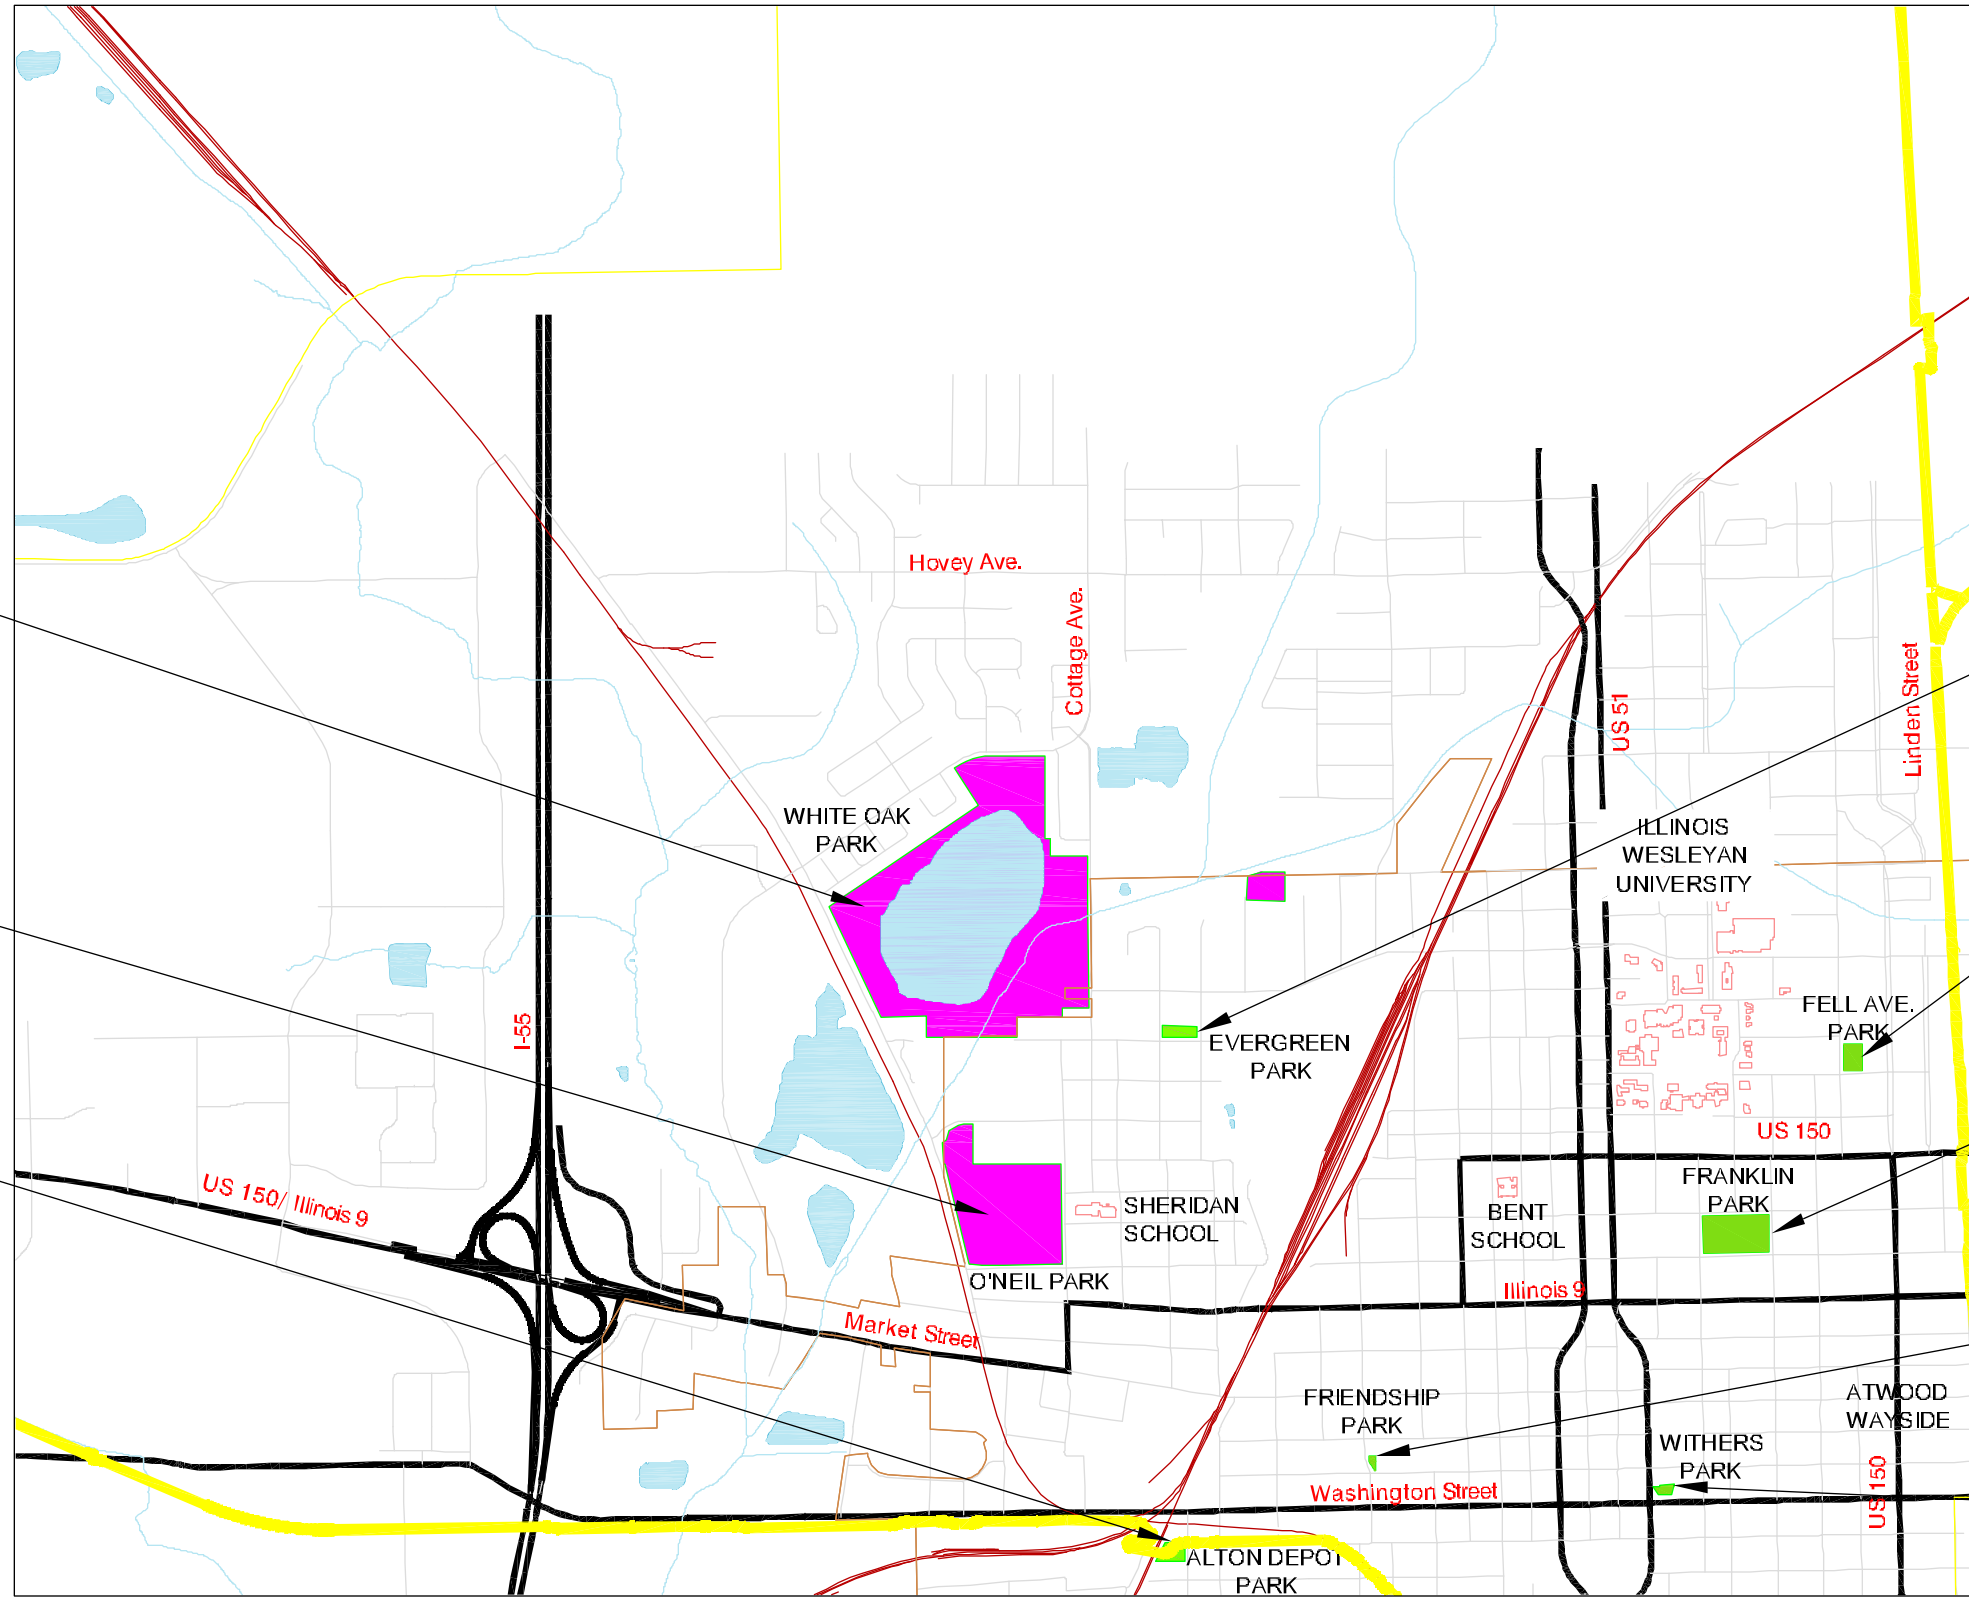 Hovey Ave.
Cottage Ave.
Linden Street
US 51
WHITE OAK
PARK
ILLINOIS
WESLEYAN
UNIVERSITY
I-55
EVERGREEN
PARK
FELL AVE.
PARK
US 150
FRANKLIN
PARK
US 150/ Illinois 9
SHERIDAN
SCHOOL
BENT
SCHOOL
O'NEIL PARK
Illinois 9
Market Street
FRIENDSHIP
PARK
ATWOOD
WAYSIDE
WITHERS
PARK
Washington Street
US 150
ALTON DEPOT
PARK